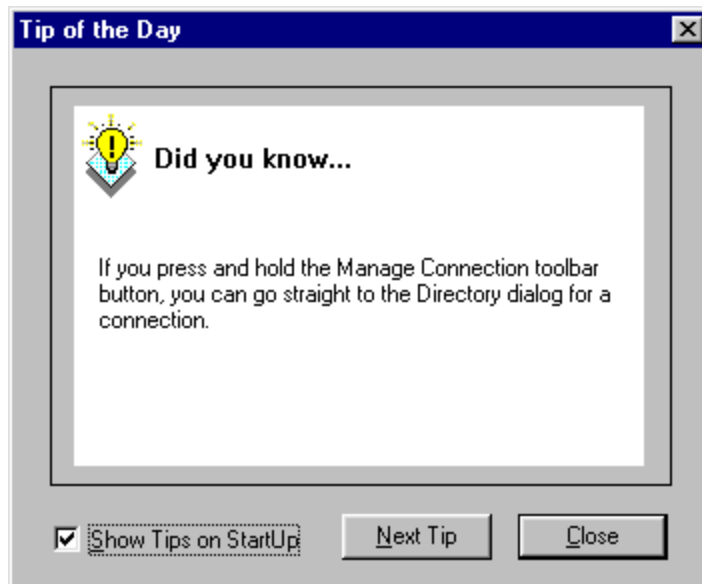 Tip of the Day
Did you know...
If you press and hold the Manage Connection toolbar
button, you can go straight to the Directory dialog for a
connection.
Show Tips on StartUp
Next Tip
Close